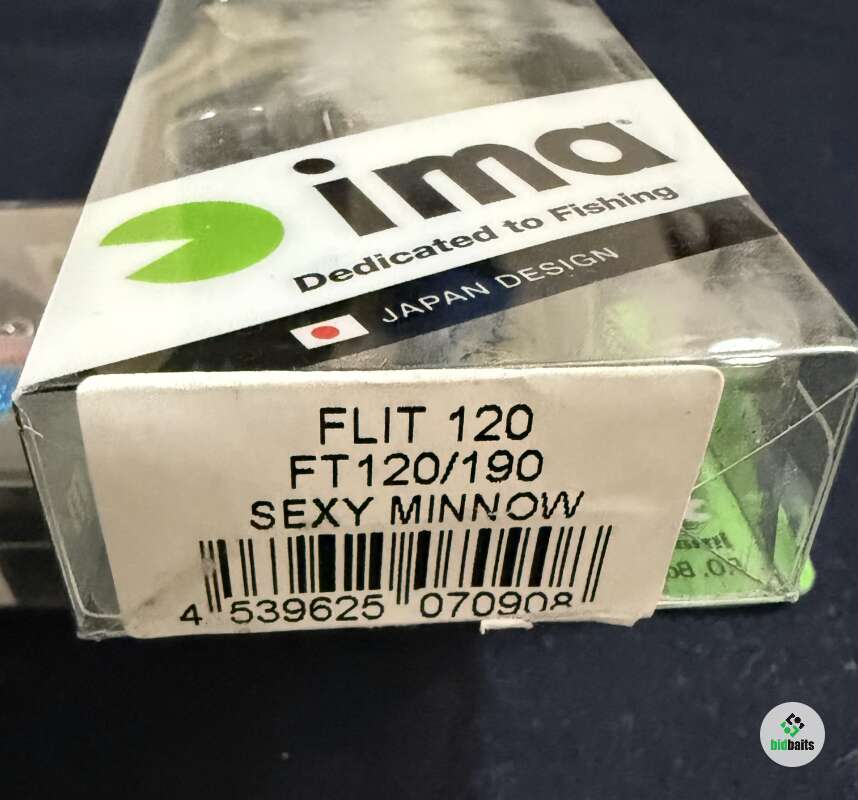 ima
Dedicated to Fishing
JAPAN DESIGN
FLIT 120
FT120/190
SEXY MINNOW
4 539625 070908
bidbaits